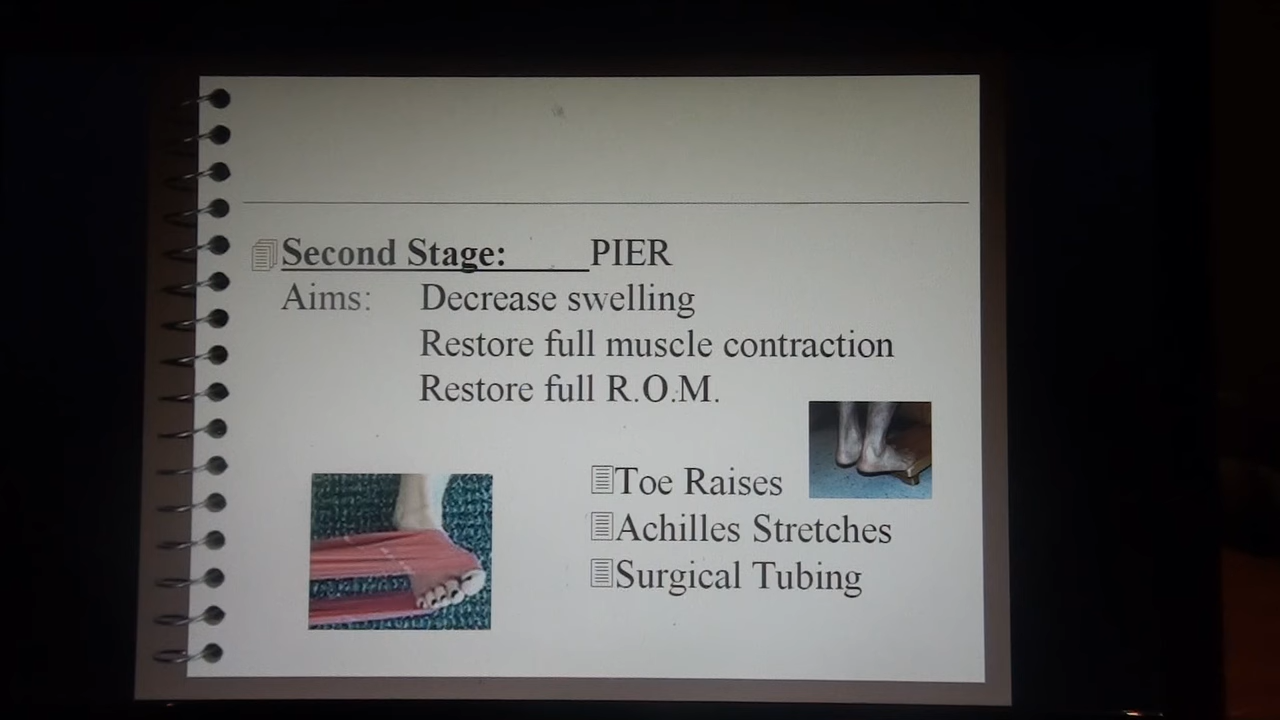 Second Stage: PIER
Aims: Decrease swelling
Restore full muscle contraction
Restore full R.O.M.
Toe Raises
Achilles Stretches
Surgical Tubing